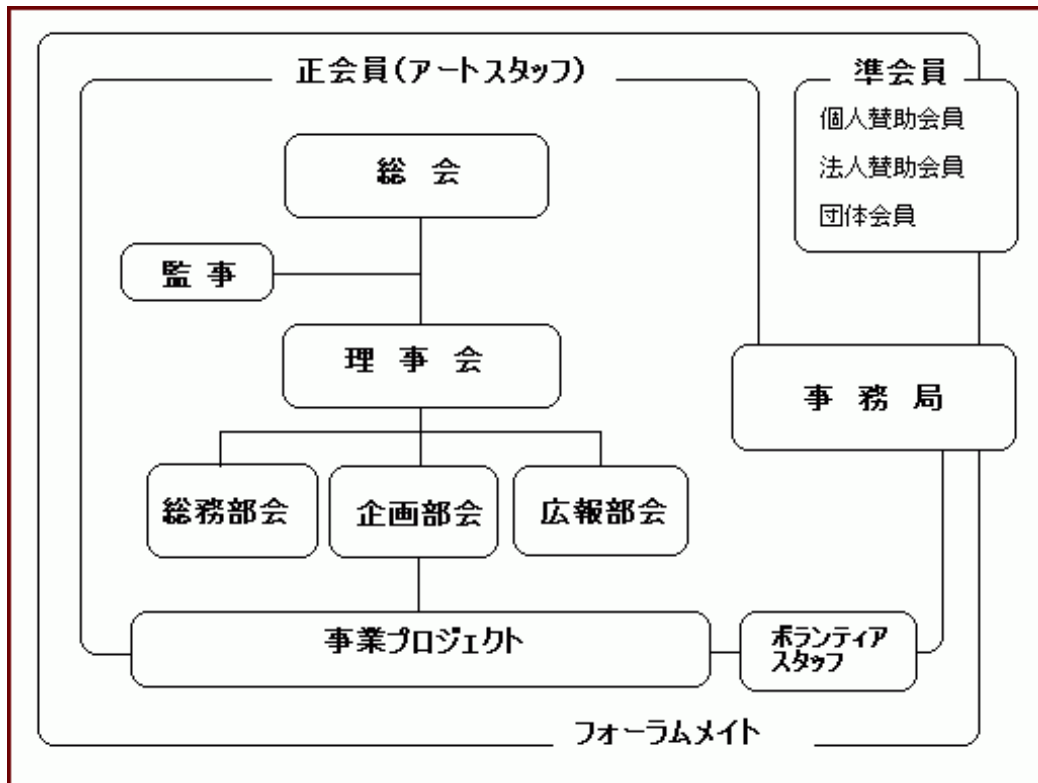 正会員(アートスタッフ)
準会員
個人賛助会員
法人賛助会員
団体会員
総 会
監 事
理 事 会
事 務 局
総務部会
企画部会
広報部会
事業プロジェクト
ボランティア
スタッフ
フォーラムメイト